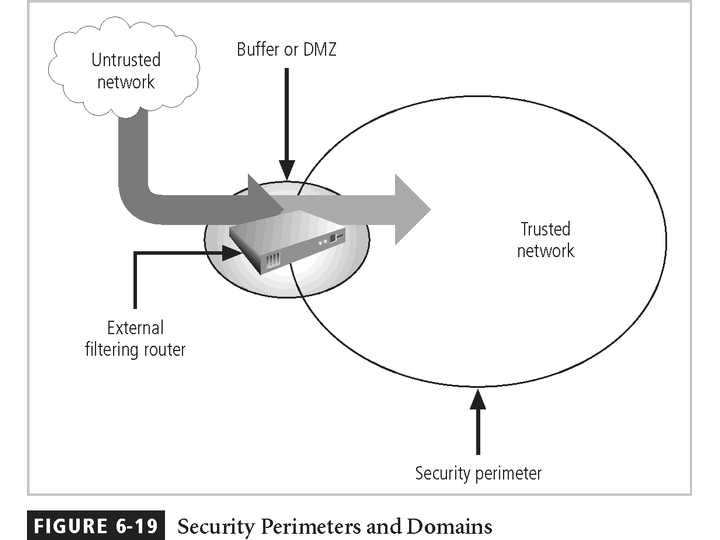 Untrusted
network
Buffer or DMZ
Trusted
network
External
filtering router
Security perimeter
FIGURE 6-19 Security Perimeters and Domains